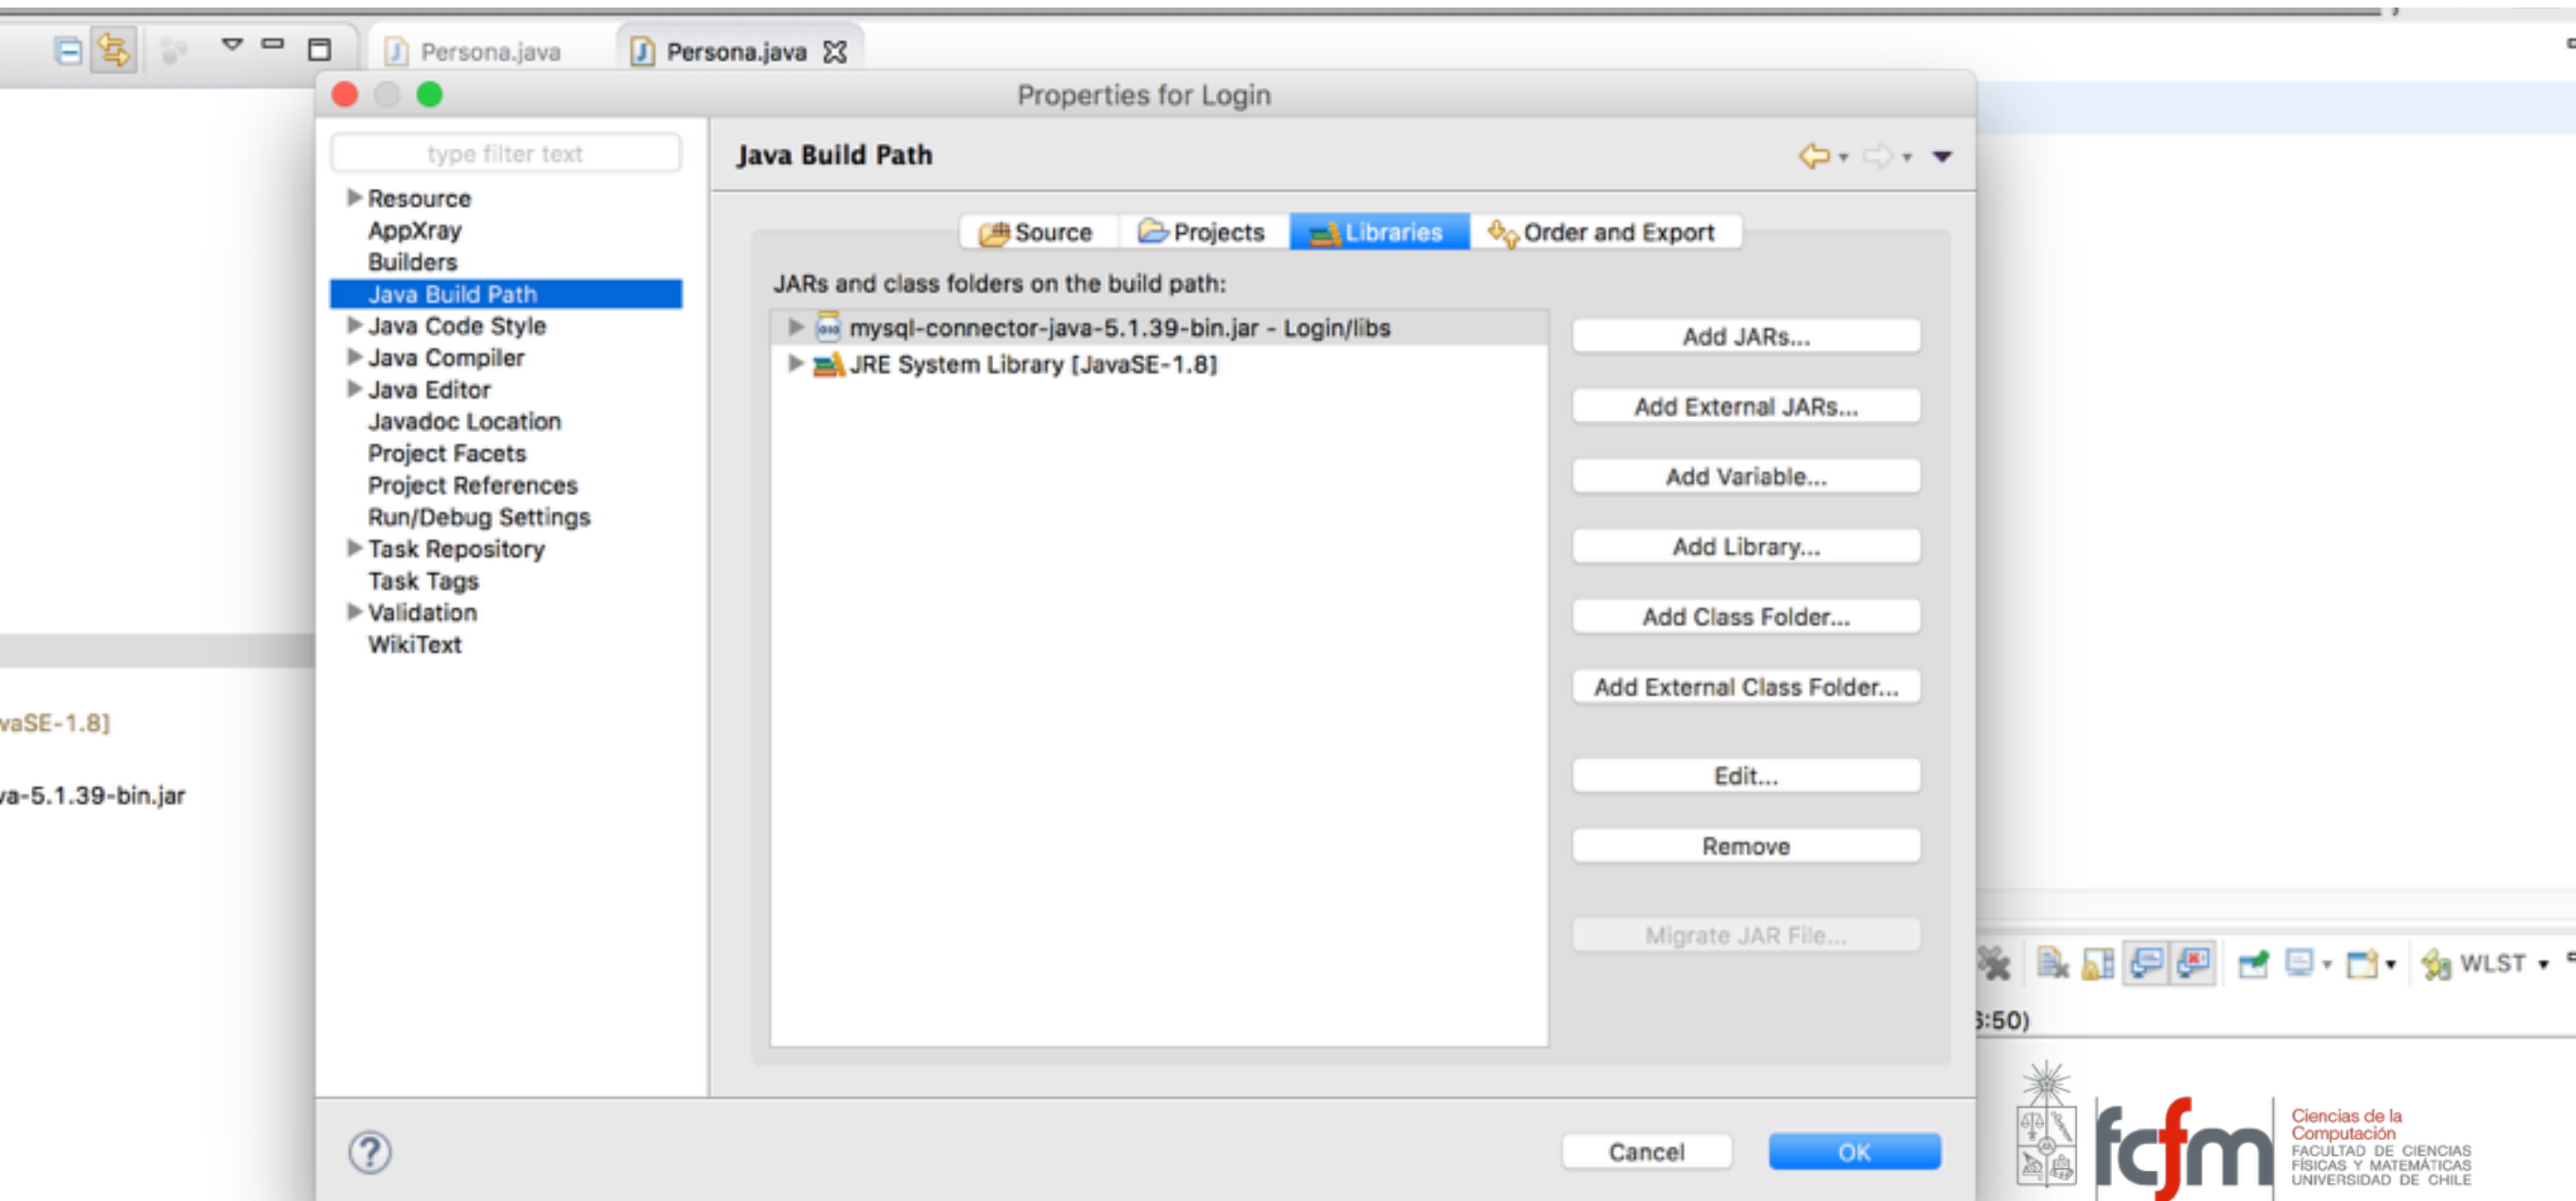 Persona.java
Persona.java
Properties for Login
type filter text
Resource
AppXray
Builders
Java Build Path
Java Code Style
Java Compiler
Java Editor
Javadoc Location
Project Facets
Project References
Run/Debug Settings
Task Repository
Task Tags
Validation
WikiText
Java Build Path
Source
Projects
Libraries
Order and Export
JARs and class folders on the build path:
mysql-connector-java-5.1.39-bin.jar - Login/libs
JRE System Library [JavaSE-1.8]
Add JARs...
Add External JARs...
Add Variable...
Add Library...
Add Class Folder...
Add External Class Folder...
Edit...
Remove
Migrate JAR File...
Cancel
OK
vaSE-1.8]
va-5.1.39-bin.jar
WLST
6:50)
fcfm
Ciencias de la
Computación
FACULTAD DE CIENCIAS
FÍSICAS Y MATEMÁTICAS
UNIVERSIDAD DE CHILE